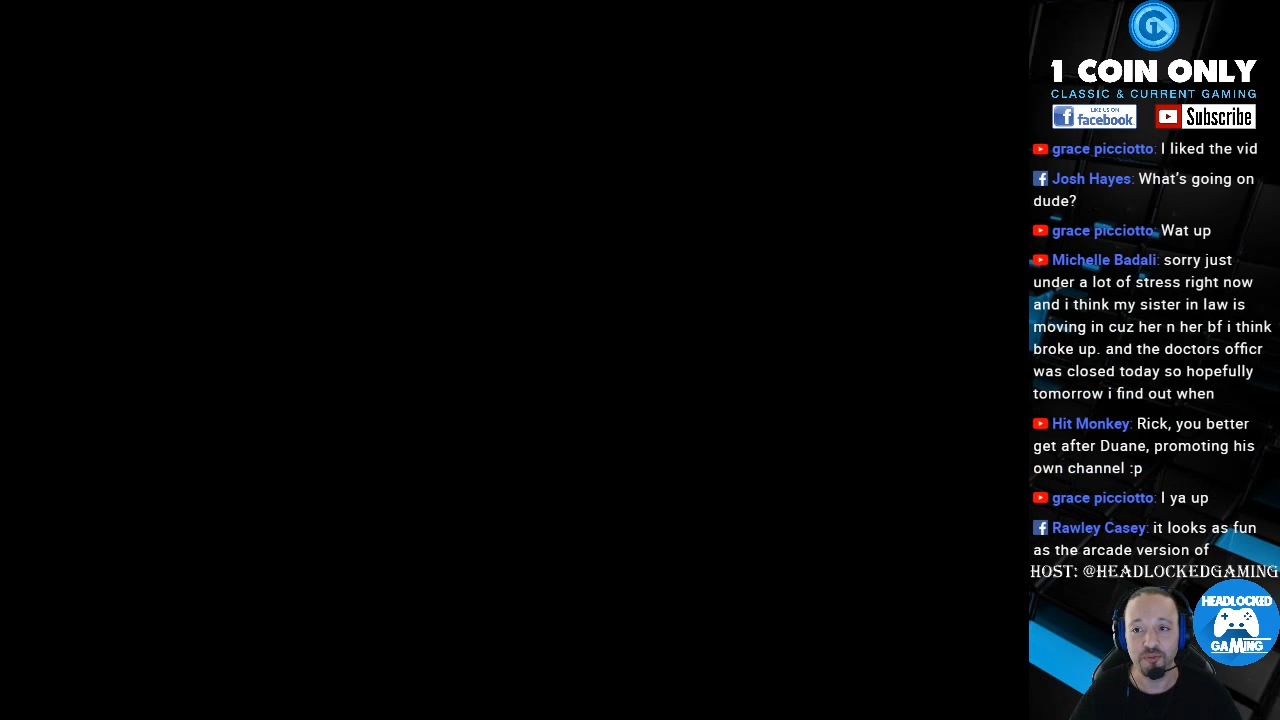 1 COIN ONLY
CLASSIC & CURRENT GAMING
LIKE US ON
facebook.
Subscribe
grace picciotto: I liked the vid
Josh Hayes: What's going on
dude?
grace picciotto: Wat up
Michelle Badali: sorry just
under a lot of stress right now
and i think my sister in law is
moving in cuz her n her bf i think
broke up. and the doctors officr
was closed today so hopefully
tomorrow i find out when
Hit Monkey: Rick, you better
get after Duane, promoting his
own channel :p
grace picciotto: I ya up
Rawley Casey: it looks as fun
as the arcade version of
HOST: @HEADLOCKEDGAMING
HEADLOCKED
GAMING